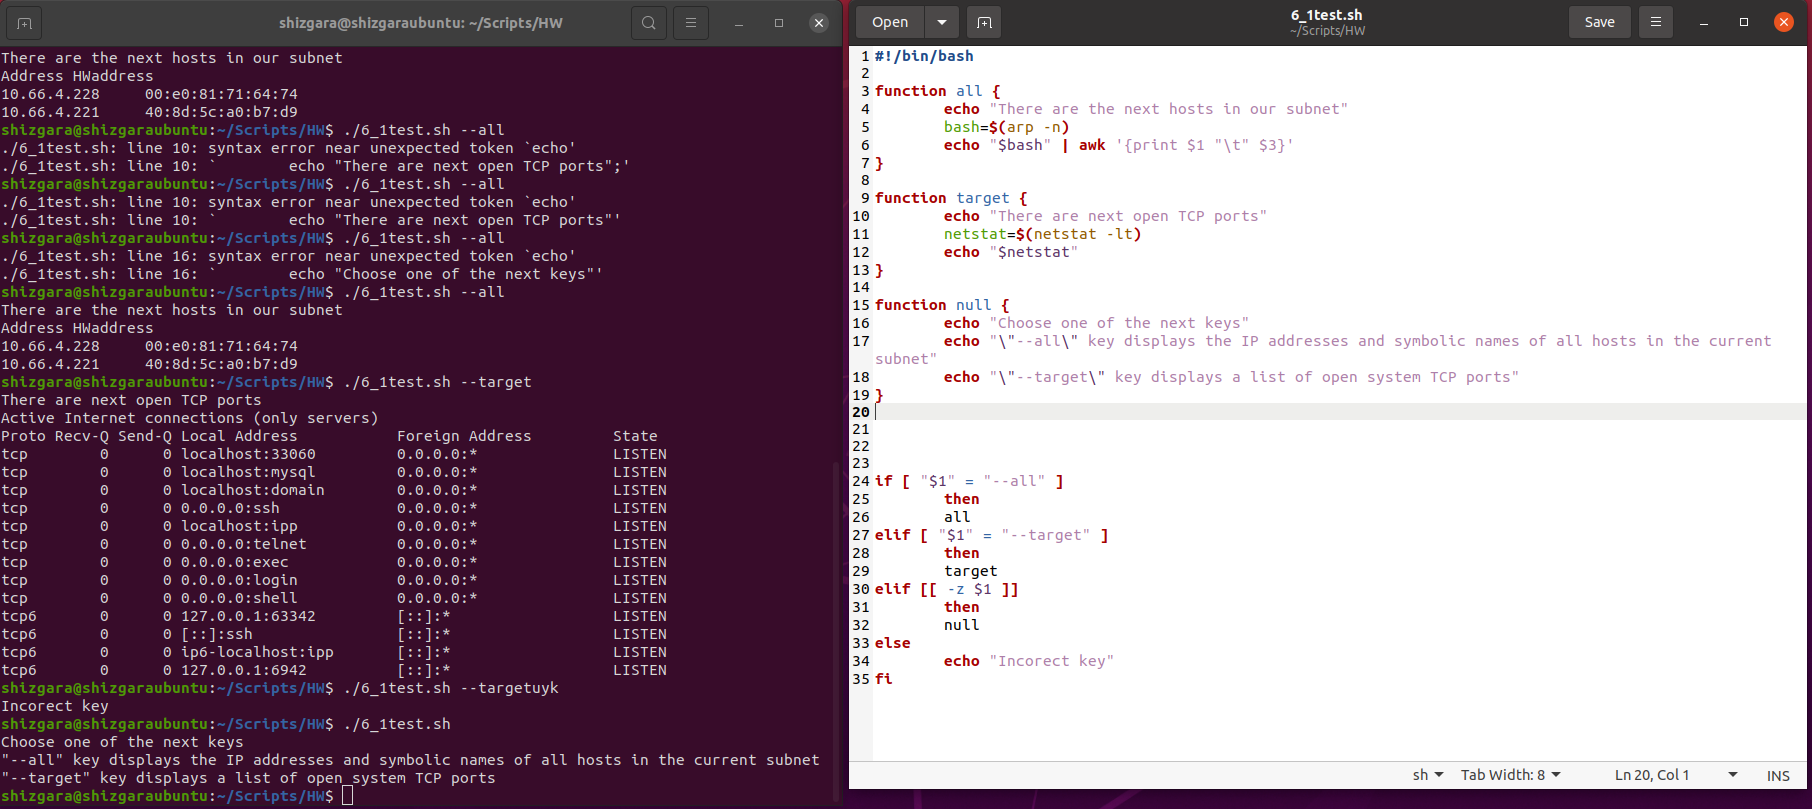 shizgara@shizgaraubuntu: ~/Scripts/HW
There are the next hosts in our subnet
Address HWaddress
10.66.4.228     00:e0:81:71:64:74
10.66.4.221     40:8d:5c:a0:b7:d9
shizgara@shizgaraubuntu:~/Scripts/HW$ ./6_1test.sh --all
./6_1test.sh: line 10: syntax error near unexpected token `echo'
./6_1test.sh: line 10: `        echo "There are next open TCP ports";'
shizgara@shizgaraubuntu:~/Scripts/HW$ ./6_1test.sh --all
./6_1test.sh: line 10: syntax error near unexpected token `echo'
./6_1test.sh: line 10: `        echo "There are next open TCP ports"'
shizgara@shizgaraubuntu:~/Scripts/HW$ ./6_1test.sh --all
./6_1test.sh: line 16: syntax error near unexpected token `echo'
./6_1test.sh: line 16: `        echo "Choose one of the next keys"'
shizgara@shizgaraubuntu:~/Scripts/HW$ ./6_1test.sh --all
There are the next hosts in our subnet
Address HWaddress
10.66.4.228     00:e0:81:71:64:74
10.66.4.221     40:8d:5c:a0:b7:d9
shizgara@shizgaraubuntu:~/Scripts/HW$ ./6_1test.sh --target
There are next open TCP ports
Active Internet connections (only servers)
Proto Recv-Q Send-Q Local Address           Foreign Address         State
tcp        0      0 localhost:33060         0.0.0.0:*               LISTEN
tcp        0      0 localhost:mysql         0.0.0.0:*               LISTEN
tcp        0      0 localhost:domain        0.0.0.0:*               LISTEN
tcp        0      0 0.0.0.0:ssh             0.0.0.0:*               LISTEN
tcp        0      0 localhost:ipp           0.0.0.0:*               LISTEN
tcp        0      0 0.0.0.0:telnet          0.0.0.0:*               LISTEN
tcp        0      0 0.0.0.0:exec            0.0.0.0:*               LISTEN
tcp        0      0 0.0.0.0:login           0.0.0.0:*               LISTEN
tcp        0      0 0.0.0.0:shell           0.0.0.0:*               LISTEN
tcp6       0      0 127.0.0.1:63342         [::]:*                  LISTEN
tcp6       0      0 [::]:ssh                [::]:*                  LISTEN
tcp6       0      0 ip6-localhost:ipp       [::]:*                  LISTEN
tcp6       0      0 127.0.0.1:6942          [::]:*                  LISTEN
shizgara@shizgaraubuntu:~/Scripts/HW$ ./6_1test.sh --targetuyk
Incorect key
shizgara@shizgaraubuntu:~/Scripts/HW$ ./6_1test.sh
Choose one of the next keys
"--all" key displays the IP addresses and symbolic names of all hosts in the current subnet
"--target" key displays a list of open system TCP ports
shizgara@shizgaraubuntu:~/Scripts/HW$
Open
6_1test.sh
~/Scripts/HW
Save
1 #!/bin/bash
2
3 function all {
4         echo "There are the next hosts in our subnet"
5         bash=$(arp -n)
6         echo "$bash" | awk '{print $1 "\t" $3}'
7 }
8
9 function target {
10         echo "There are next open TCP ports"
11         netstat=$(netstat -lt)
12         echo "$netstat"
13 }
14
15 function null {
16         echo "Choose one of the next keys"
17         echo "\"--all\" key displays the IP addresses and symbolic names of all hosts in the current
subnet"
18         echo "\"--target\" key displays a list of open system TCP ports"
19 }
20
21
22
23
24 if [ "$1" = "--all" ]
25         then
26         all
27 elif [ "$1" = "--target" ]
28         then
29         target
30 elif [[ -z $1 ]]
31         then
32         null
33 else
34         echo "Incorect key"
35 fi
sh
Tab Width: 8
Ln 20, Col 1
INS